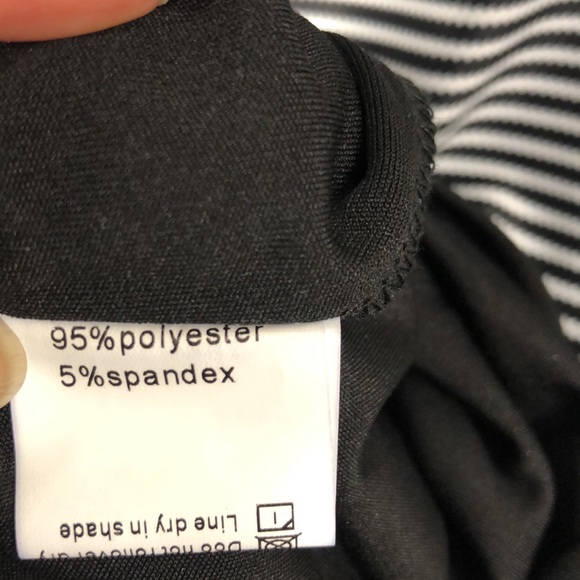 95%polyester
5%spandex
Line dry in shade